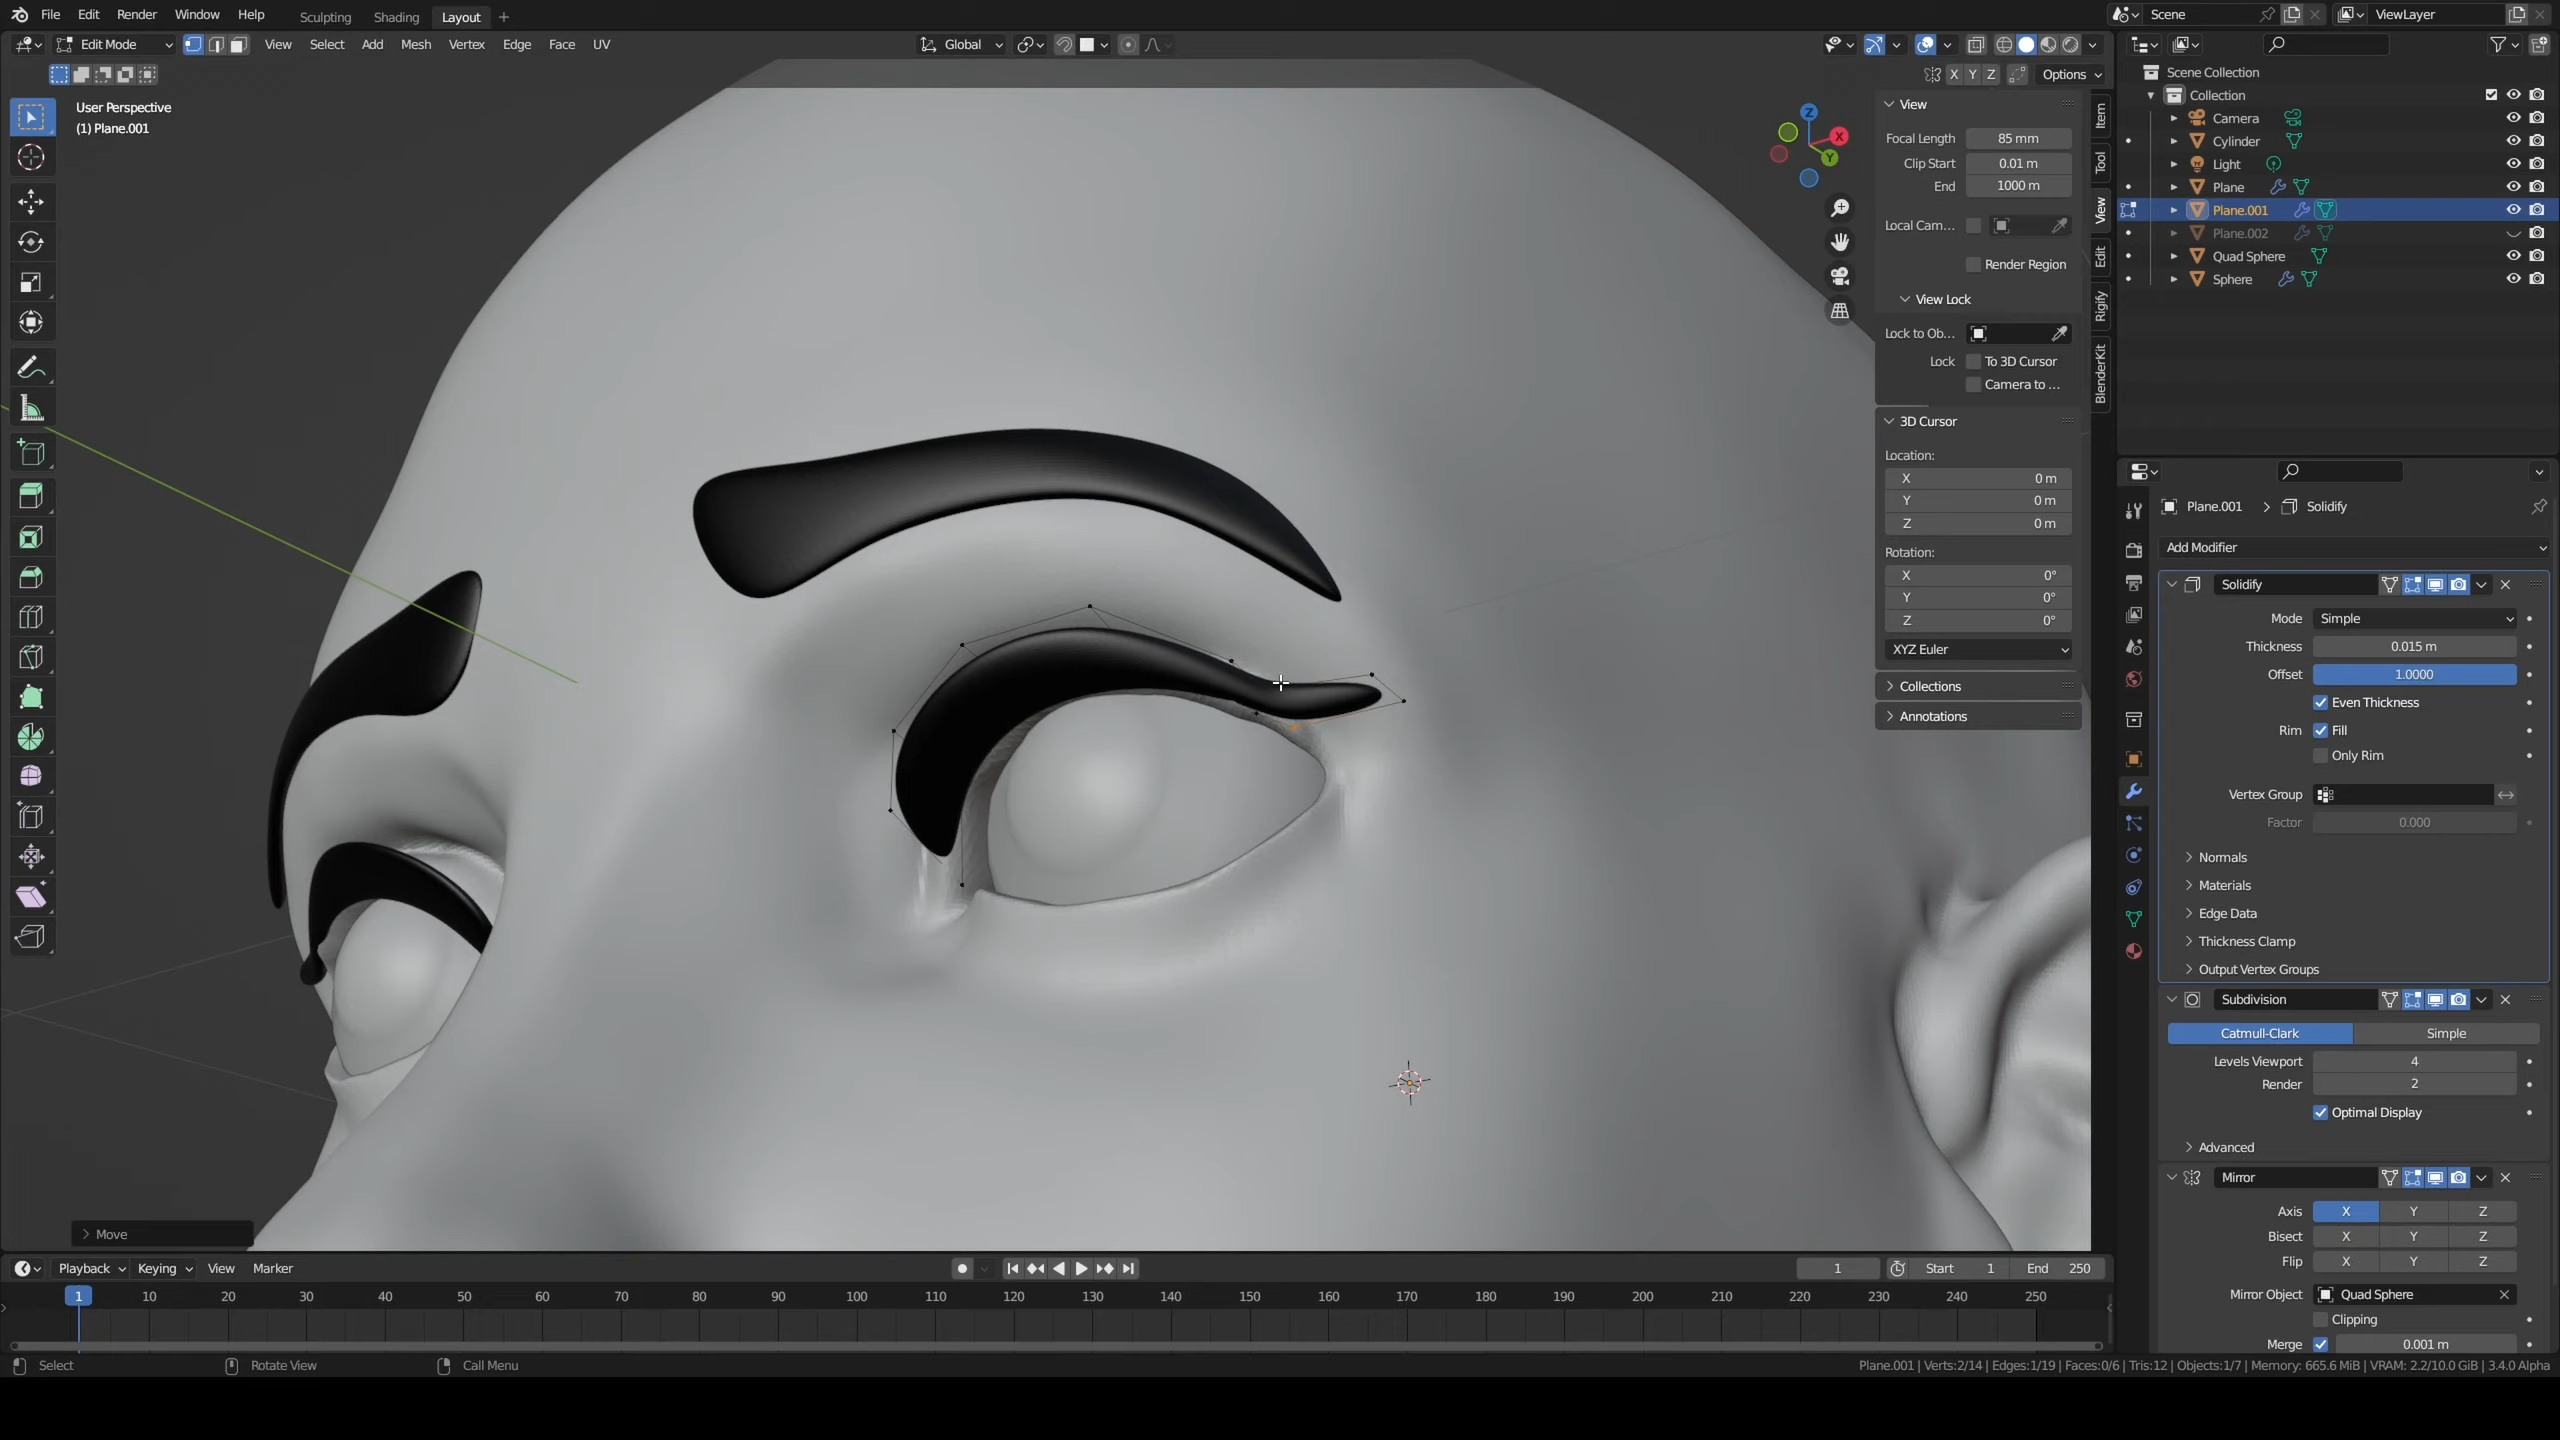 File Edit Render Window Help Sculpting Shading Layout + Scene ViewLayer
Edit Mode View Select Add Mesh Vertex Edge Face UV Global
X Y Z Options
User Perspective
(1) Plane.001
Z X Y
View
Focal Length 85 mm
Clip Start 0.01 m
End 1000 m
Local Cam...
Render Region
View Lock
Lock to Ob...
Lock To 3D Cursor
Camera to ...
3D Cursor
Location:
X 0 m
Y 0 m
Z 0 m
Rotation:
X 0°
Y 0°
Z 0°
XYZ Euler
Collections
Annotations
Item
Tool
View
Edit
Rigify
BlenderKit
Scene Collection
Collection
Camera
Cylinder
Light
Plane
Plane.001
Plane.002
Quad Sphere
Sphere
Plane.001 > Solidify
Add Modifier
Solidify
Mode Simple
Thickness 0.015 m
Offset 1.0000
Even Thickness
Rim Fill
Only Rim
Vertex Group
Factor 0.000
Normals
Materials
Edge Data
Thickness Clamp
Output Vertex Groups
Subdivision
Catmull-Clark Simple
Levels Viewport 4
Render 2
Optimal Display
Advanced
Mirror
Axis X Y Z
Bisect X Y Z
Flip X Y Z
Mirror Object Quad Sphere
Clipping
Merge 0.001 m
Move
Playback Keying View Marker 1 Start 1 End 250
1 10 20 30 40 50 60 70 80 90 100 110 120 130 140 150 160 170 180 190 200 210 220 230 240 250
Select Rotate View Call Menu Plane.001 | Verts:2/14 | Edges:1/19 | Faces:0/6 | Tris:12 | Objects:1/7 | Memory: 665.6 MiB | VRAM: 2.2/10.0 GiB | 3.4.0 Alpha